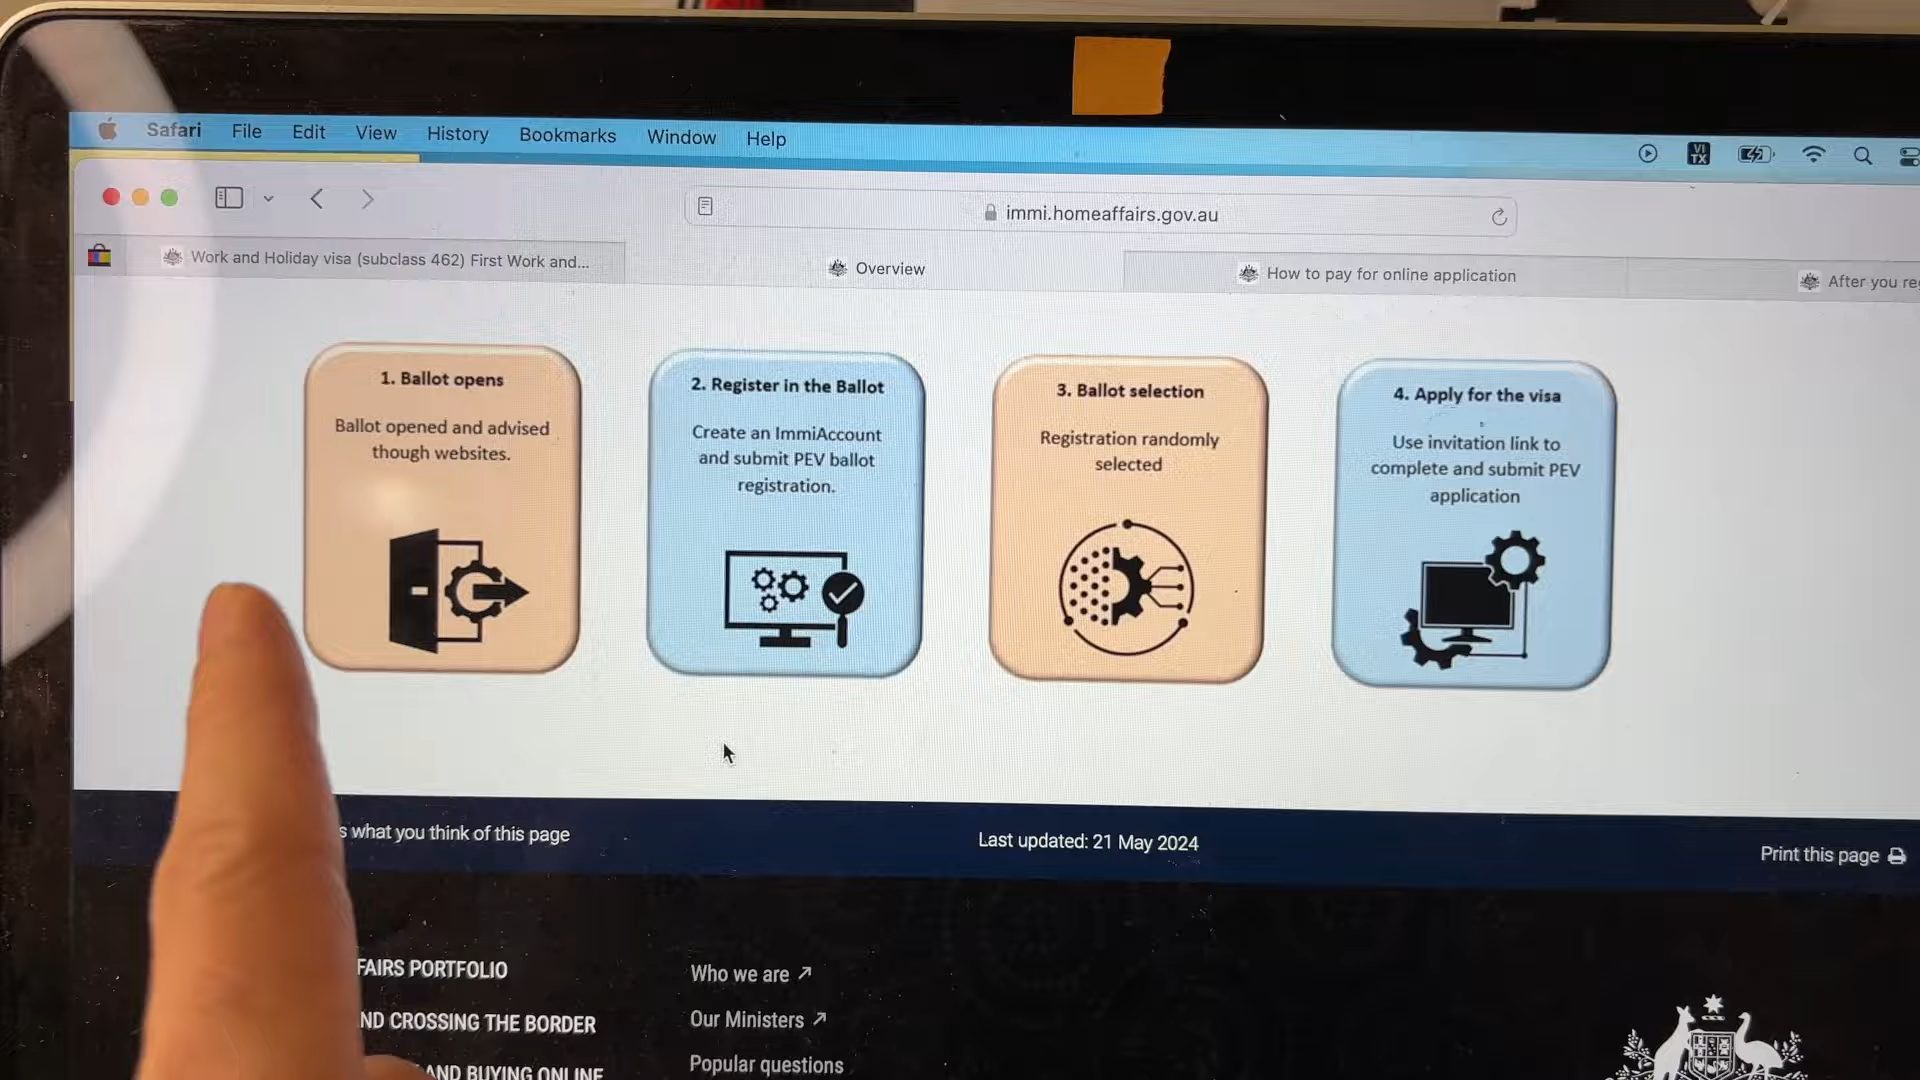 Safari File Edit View History Bookmarks Window Help
VI
TX
immi.homeaffairs.gov.au
Work and Holiday visa (subclass 462) First Work and...
Overview
How to pay for online application
After you re
1. Ballot opens
Ballot opened and advised
though websites.
2. Register in the Ballot
Create an ImmiAccount
and submit PEV ballot
registration.
3. Ballot selection
Registration randomly
selected
4. Apply for the visa
Use invitation link to
complete and submit PEV
application
s what you think of this page
Last updated: 21 May 2024
Print this page
FAIRS PORTFOLIO
ND CROSSING THE BORDER
AND BUYING ONLINE
Who we are
Our Ministers
Popular questions